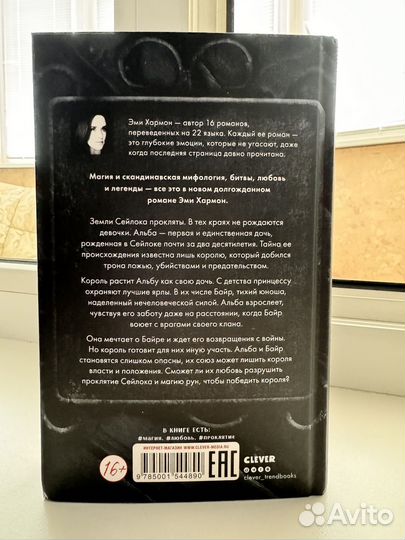 Эми Хармон — автор 16 романов,
переведенных на 22 языка. Каждый ее роман —
это глубокие эмоции, которые не угасают, даже
когда последняя страница давно прочитана.
Магия и скандинавская мифология, битвы, любовь
и легенды — все это в новом долгожданном
романе Эми Хармон.
Земли Сейлока прокляты. В тех краях не рождаются
девочки. Альба — первая и единственная дочь,
рожденная в Сейлоке почти за два десятилетия. Тайна ее
происхождения известна лишь королю, который добился
трона ложью, убийствами и предательством.
Король растит Альбу как свою дочь. С детства принцессу
охраняют лучшие ярлы. В их числе Байр, тихий юноша,
наделенный нечеловеческой силой. Альба взрослеет,
чувствуя его заботу даже на расстоянии, когда Байр
воюет с врагами своего клана.
Она мечтает о Байре и ждет его возвращения с войны.
Но король готовит для них иную участь. Альба и Байр
становятся слишком опасны, их союз может лишить короля
власти и положения. Сможет ли их любовь разрушить
проклятие Сейлока и магию рун, чтобы победить короля?
В КНИГЕ ЕСТЬ:
#магия, #любовь, #проклятие
ИНТЕРНЕТ-МАГАЗИН: WWW.CLEVER-MEDIA.RU
16+
9 785001 544890
EAC
CLEVER
clever_trendbooks
Avito